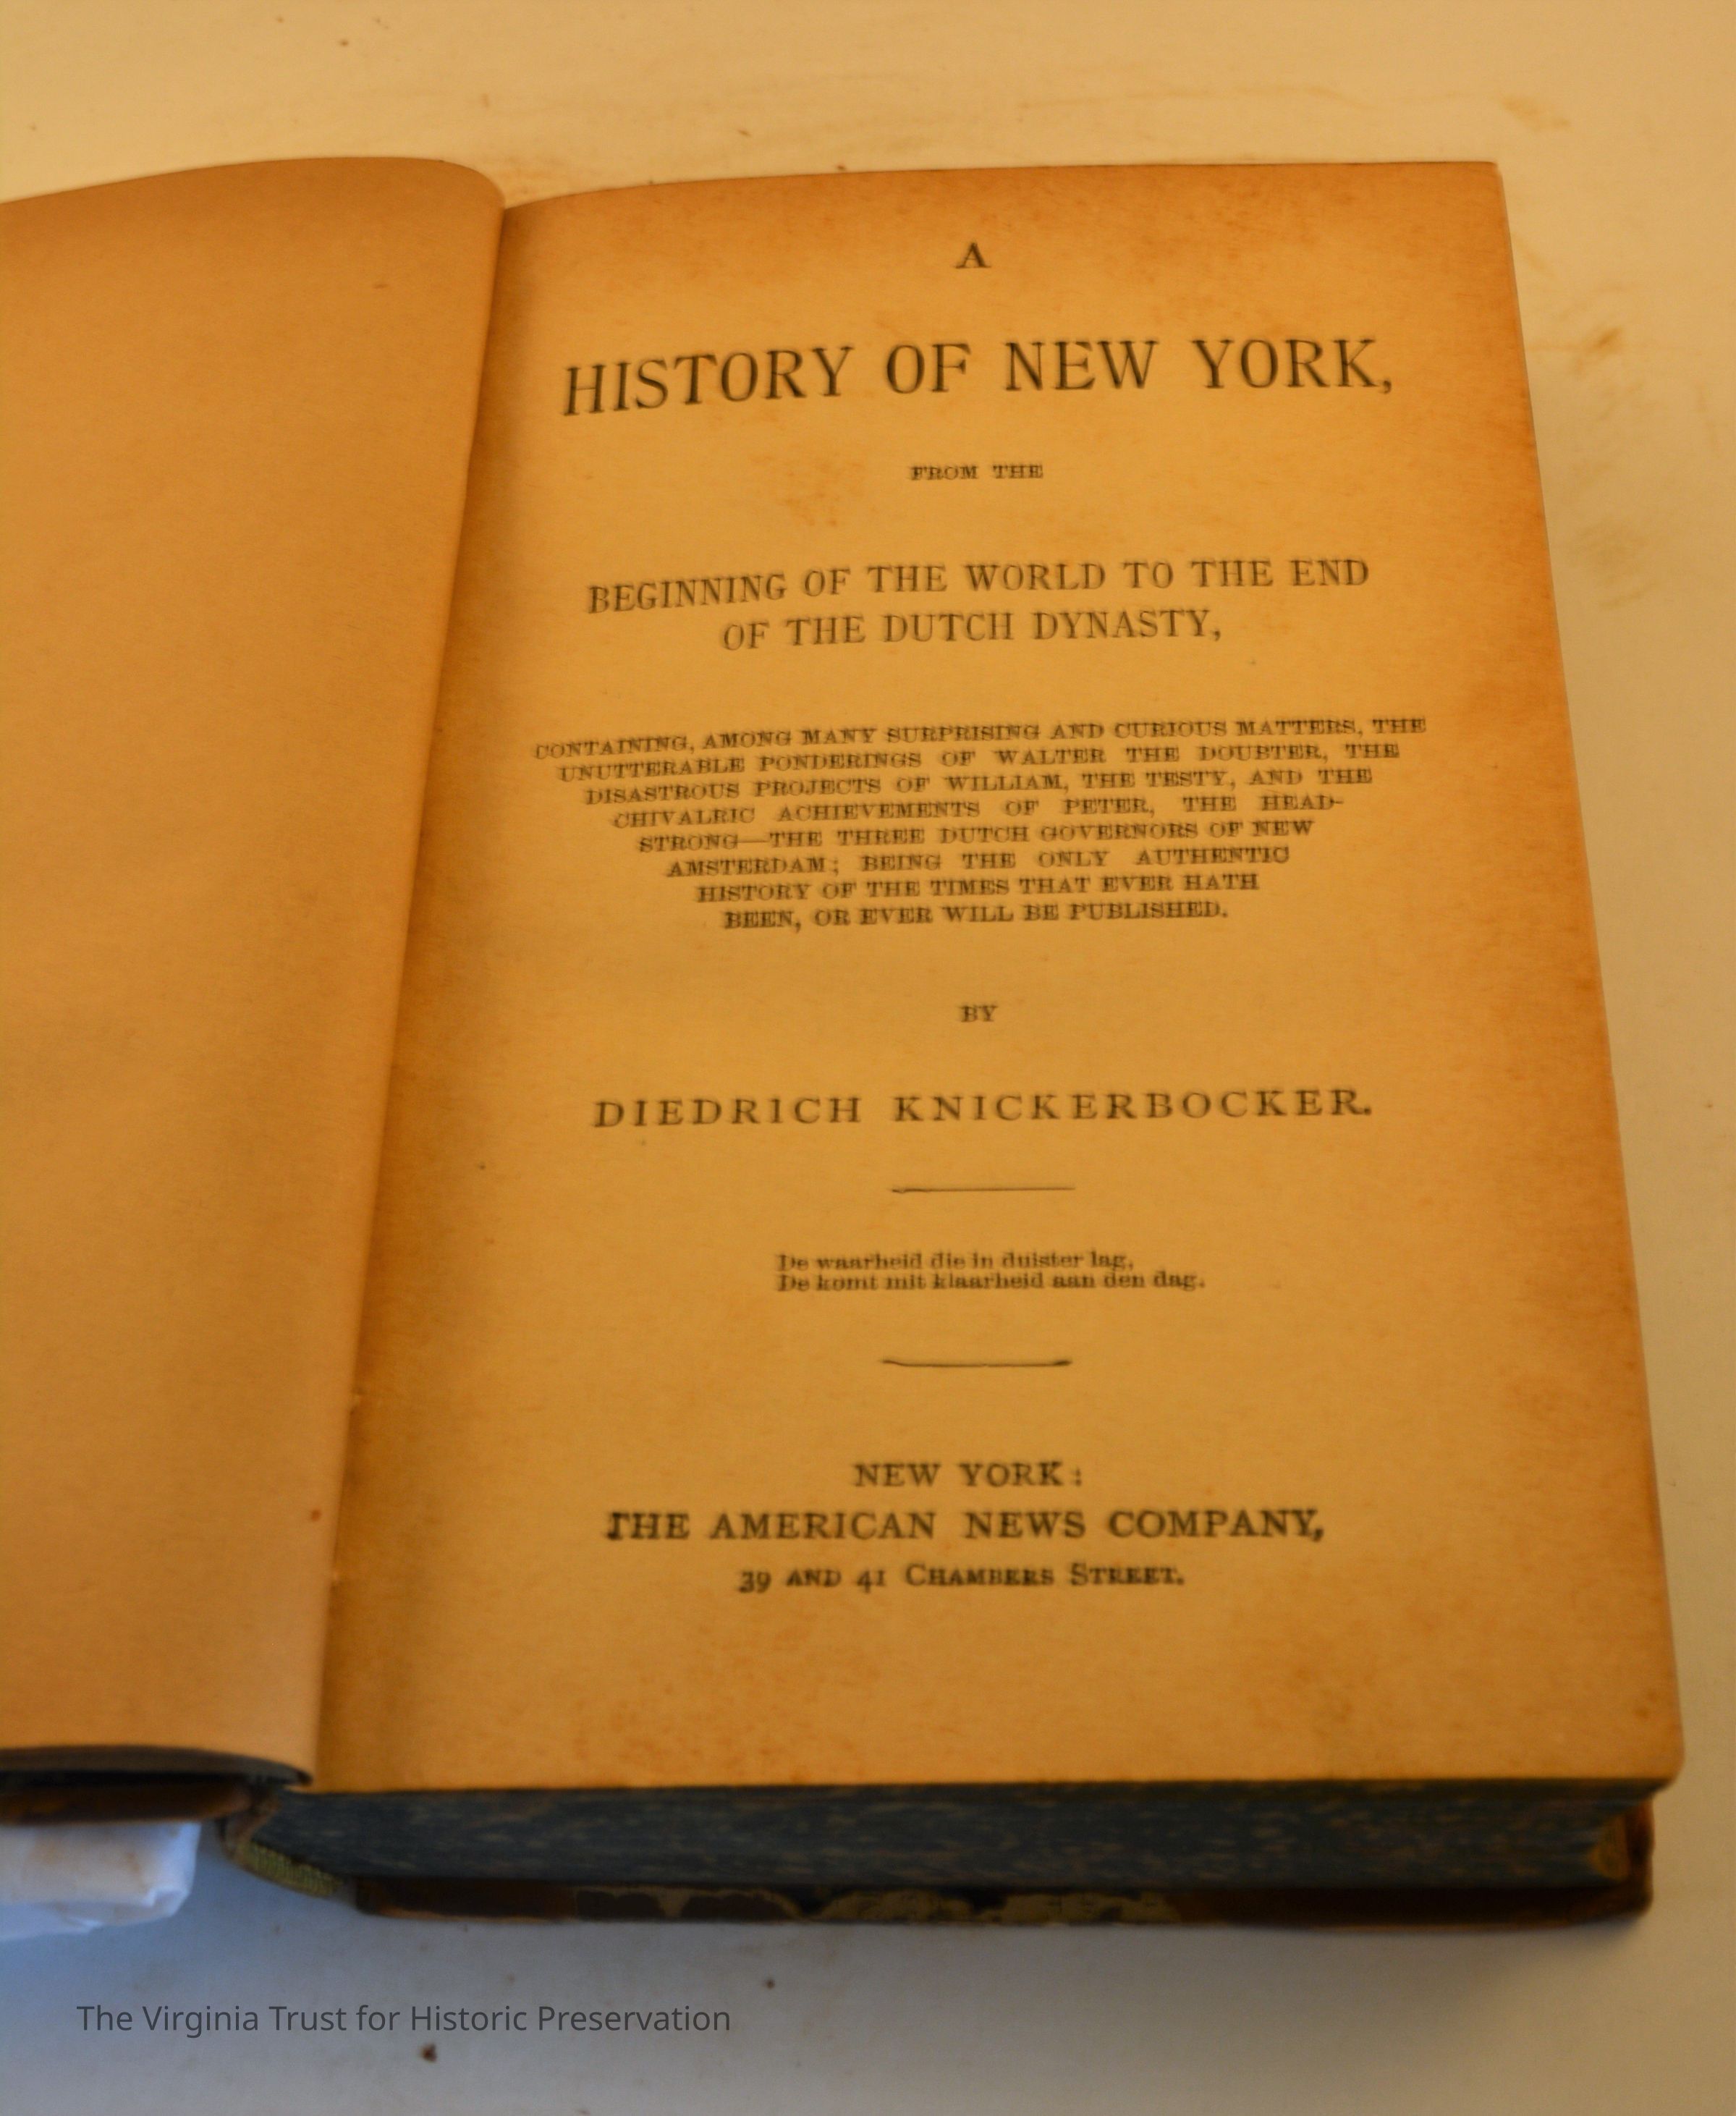 A
HISTORY OF NEW YORK,
FROM THE
BEGINNING OF THE WORLD TO THE END
OF THE DUTCH DYNASTY,
CONTAINING, AMONG MANY SURPRISING AND CURIOUS MATTERS, THE
UNUTTERABLE PONDERINGS OF WALTER THE DOUBTER, THE
DISASTROUS PROJECTS OF WILLIAM, THE TESTY, AND THE
CHIVALRIC ACHIEVEMENTS OF PETER, THE HEAD-
STRONG—THE THREE DUTCH GOVERNORS OF NEW
AMSTERDAM; BEING THE ONLY AUTHENTIC
HISTORY OF THE TIMES THAT EVER HATH
BEEN, OR EVER WILL BE PUBLISHED.
BY
DIEDRICH KNICKERBOCKER.
De waarheid die in duister lag,
De komt mit klaarheid aan den dag.
NEW YORK:
THE AMERICAN NEWS COMPANY,
39 AND 41 CHAMBERS STREET.
The Virginia Trust for Historic Preservation